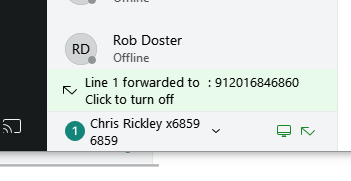 RD
Rob Doster
Offline
Line 1 forwarded to : 912016846860
Click to turn off
1
Chris Rickley x6859
6859